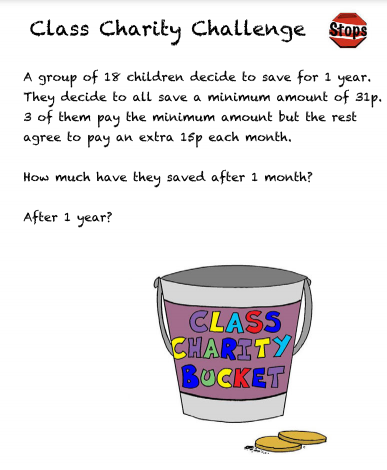 Class Charity Challenge
Stops
A group of 18 children decide to save for 1 year.
They decide to all save a minimum amount of 31p.
3 of them pay the minimum amount but the rest
agree to pay an extra 15p each month.
How much have they saved after 1 month?
After 1 year?
CLASS
CHARITY
BUCKET